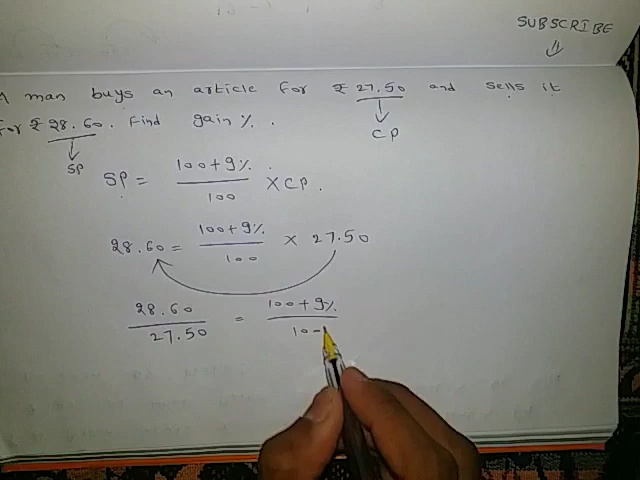 SUBSCRIBE
A man buys an article for ₹ 27.50 and sells it
for ₹ 28.60. Find gain %.
CP
SP
SP = 100+g% / 100 × CP.
28.60 = 100+g% / 100 × 27.50
28.60 / 27.50 = 100+g% / 100